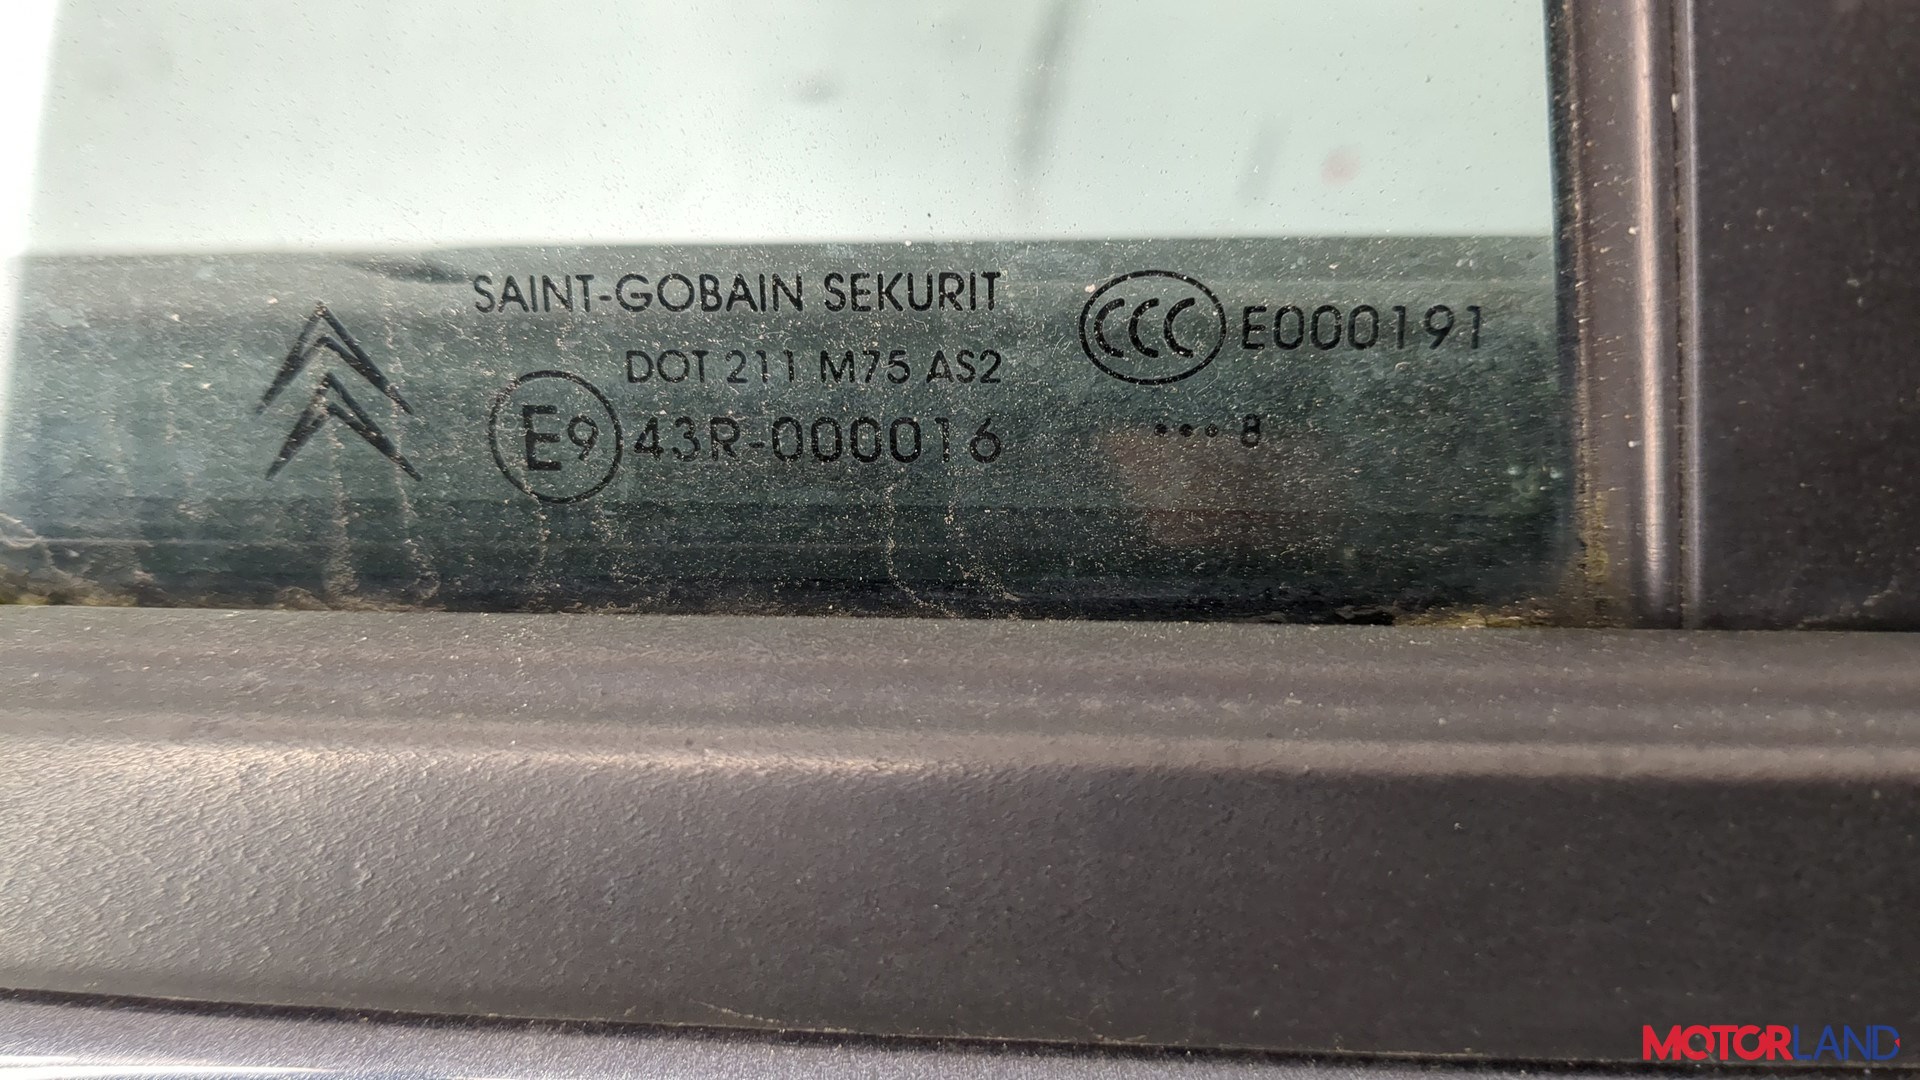 SAINT-GOBAIN SEKURIT
DOT 211 M75 AS2
E9 43R-000016
CCC E000191
••• 8
MOTORLAND